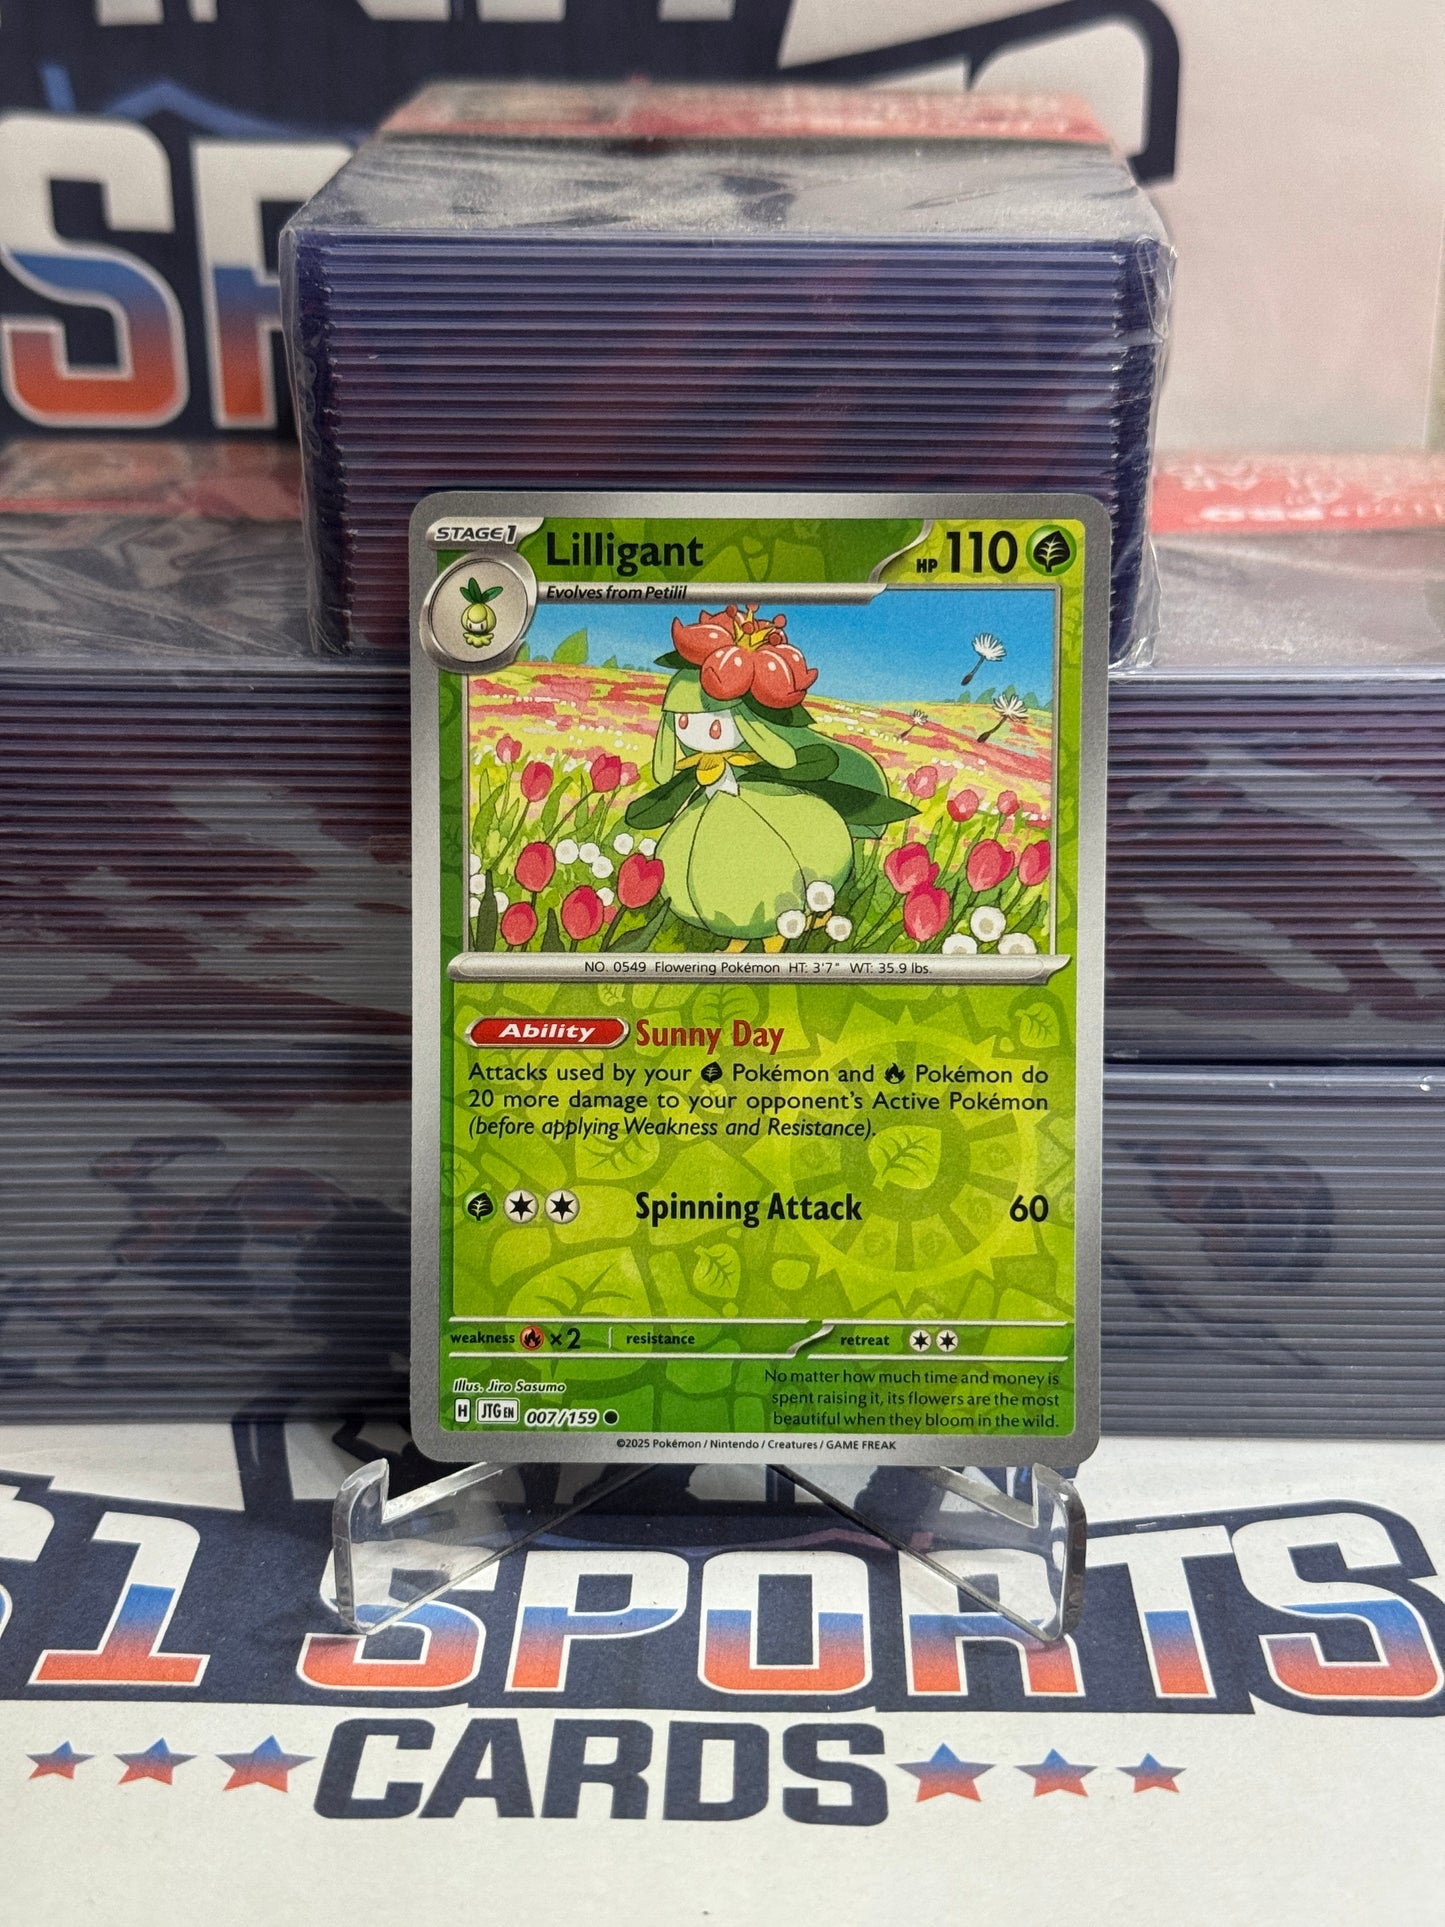 STAGE 1
Lilligant
HP 110
Evolves from Petilil
NO. 0549 Flowering Pokémon HT: 3'7" WT: 35.9 lbs.
Ability Sunny Day
Attacks used by your Pokémon and Pokémon do
20 more damage to your opponent's Active Pokémon
(before applying Weakness and Resistance).
Spinning Attack 60
weakness ×2 resistance retreat
Illus. Jiro Sasumo
H JTG EN 007/159
No matter how much time and money is
spent raising it, its flowers are the most
beautiful when they bloom in the wild.
©2025 Pokémon / Nintendo / Creatures / GAME FREAK
1 SPORTS
CARDS